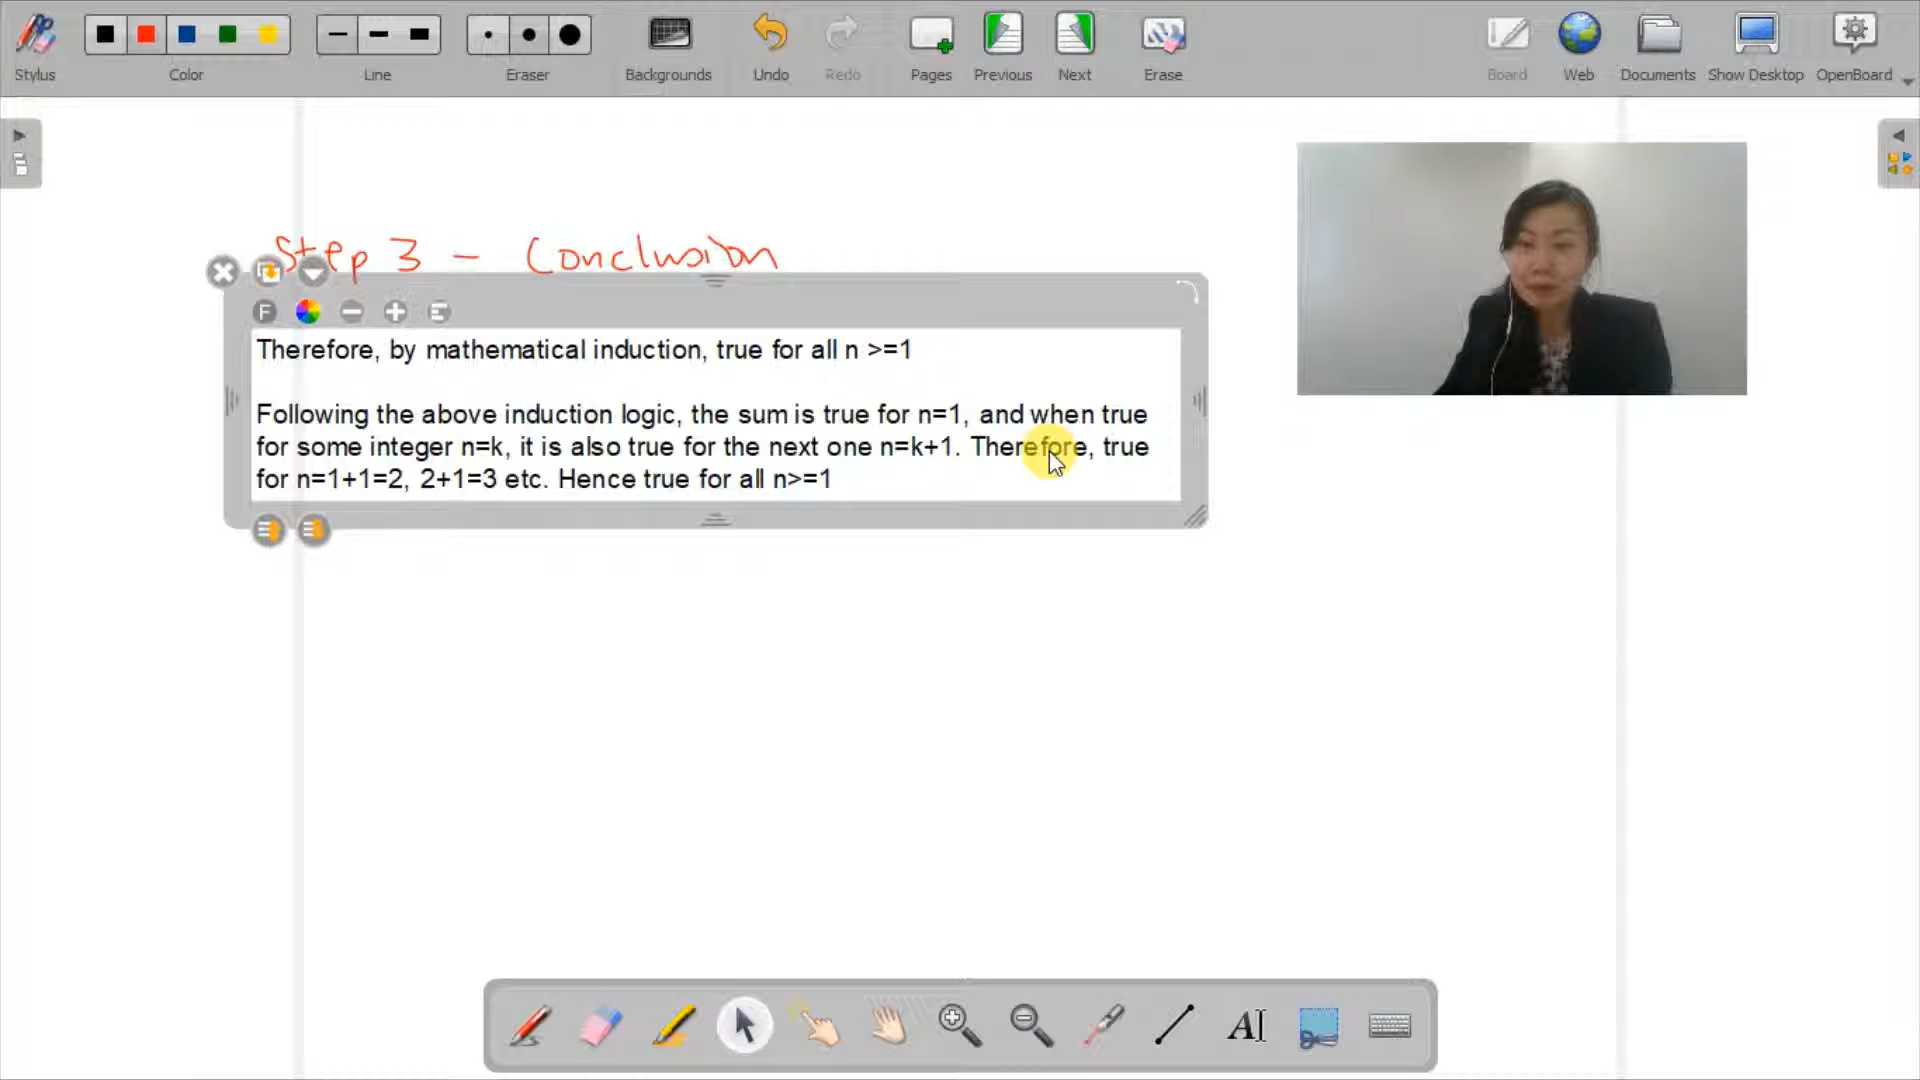 Stylus
Color
Line
Eraser
Backgrounds
Undo
Redo
Pages
Previous
Next
Erase
Board
Web
Documents
Show Desktop
OpenBoard
Step 3 - Conclusion
F
Therefore, by mathematical induction, true for all n >=1
Following the above induction logic, the sum is true for n=1, and when true
for some integer n=k, it is also true for the next one n=k+1. Therefore, true
for n=1+1=2, 2+1=3 etc. Hence true for all n>=1
AI